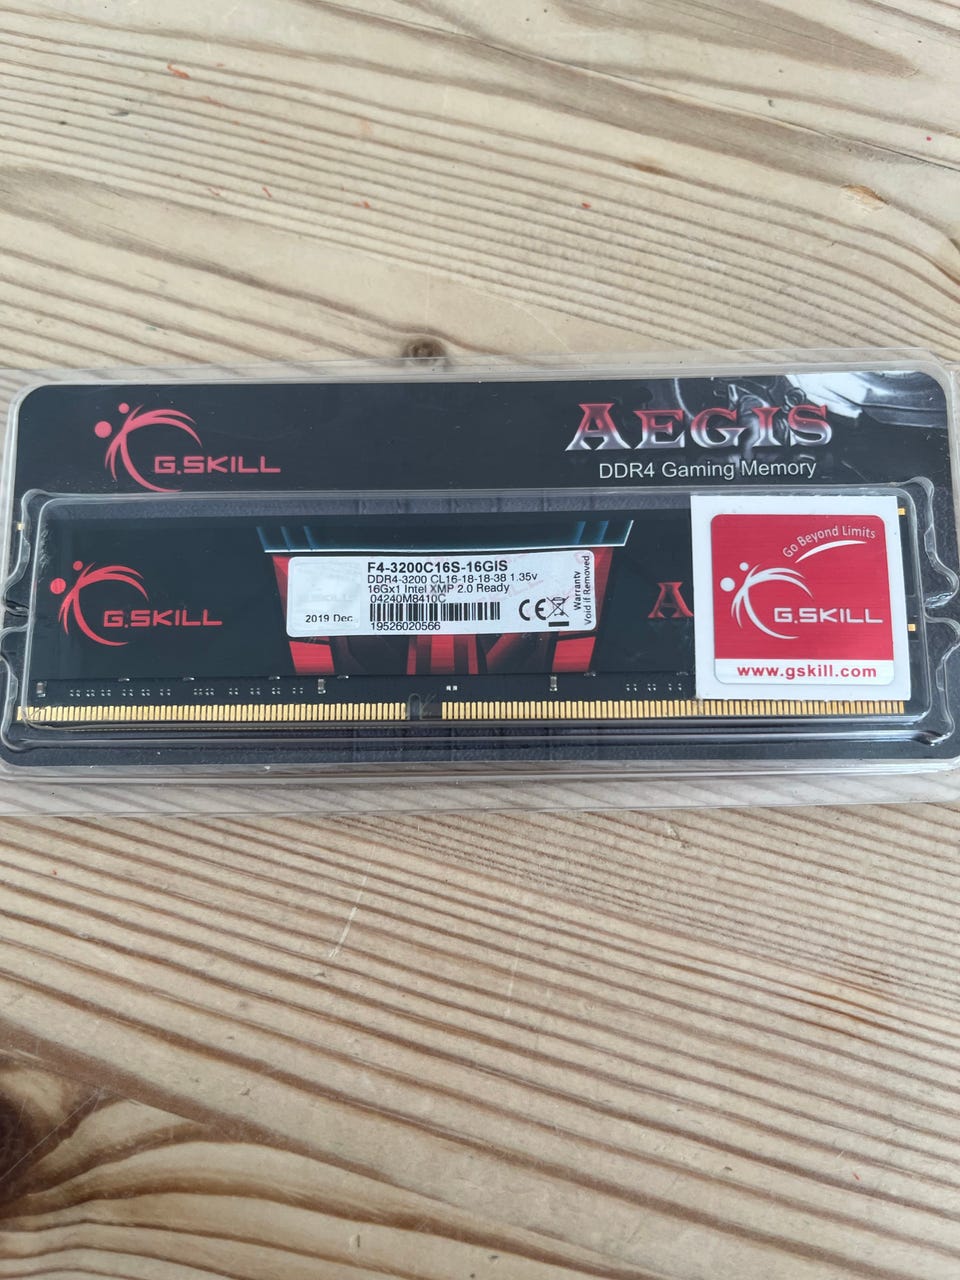 G.SKILL
AEGIS
DDR4 Gaming Memory
G.SKILL
F4-3200C16S-16GIS
DDR4-3200 CL16-18-18-38 1.35v
16Gx1 Intel XMP 2.0 Ready
04240M8410C
2019 Dec
19526020566
CE
Warranty
Void if Removed
A
Go Beyond Limits
G.SKILL
www.gskill.com